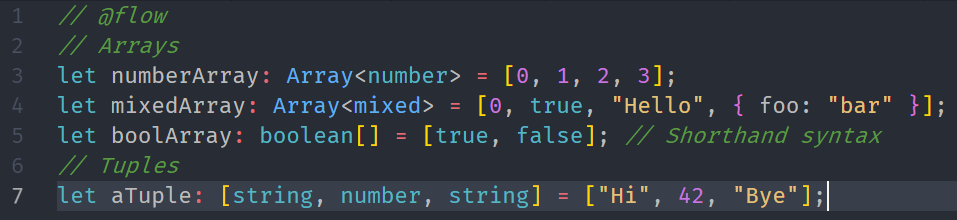 1 // @flow
2 // Arrays
3 let numberArray: Array<number> = [0, 1, 2, 3];
4 let mixedArray: Array<mixed> = [0, true, "Hello", { foo: "bar" }];
5 let boolArray: boolean[] = [true, false]; // Shorthand syntax
6 // Tuples
7 let aTuple: [string, number, string] = ["Hi", 42, "Bye"];